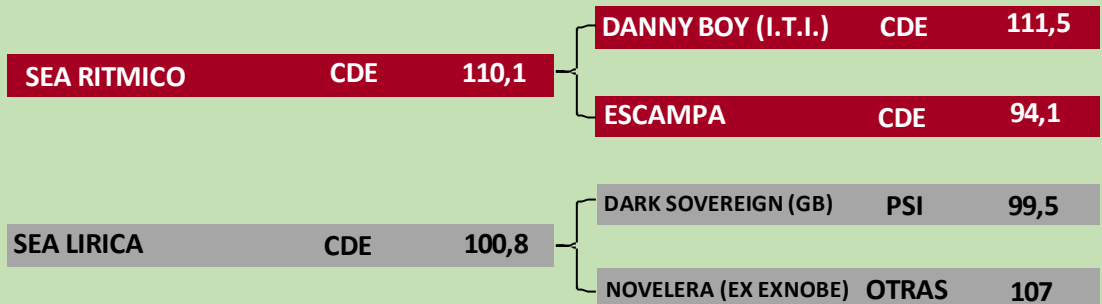 DANNY BOY (I.T.I.) CDE 111,5
SEA RITMICO CDE 110,1
ESCAMPA CDE 94,1
DARK SOVEREIGN (GB) PSI 99,5
SEA LIRICA CDE 100,8
NOVELERA (EX EXNOBE) OTRAS 107